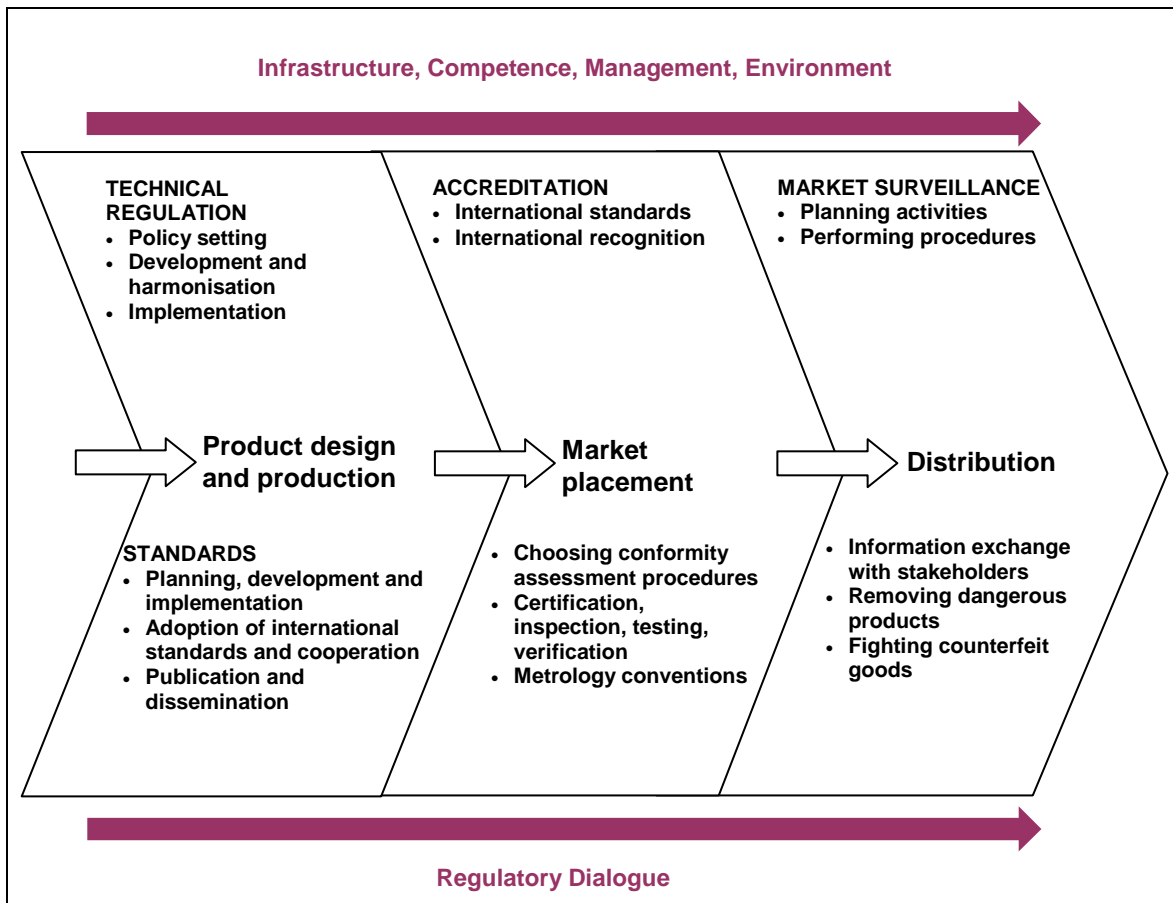 Infrastructure, Competence, Management, Environment
TECHNICAL
REGULATION
• Policy setting
• Development and
harmonisation
• Implementation
ACCREDITATION
• International standards
• International recognition
MARKET SURVEILLANCE
• Planning activities
• Performing procedures
Product design
and production
Market
placement
Distribution
STANDARDS
• Planning, development and
implementation
• Adoption of international
standards and cooperation
• Publication and
dissemination
• Choosing conformity
assessment procedures
• Certification,
inspection, testing,
verification
• Metrology conventions
• Information exchange
with stakeholders
• Removing dangerous
products
• Fighting counterfeit
goods
Regulatory Dialogue